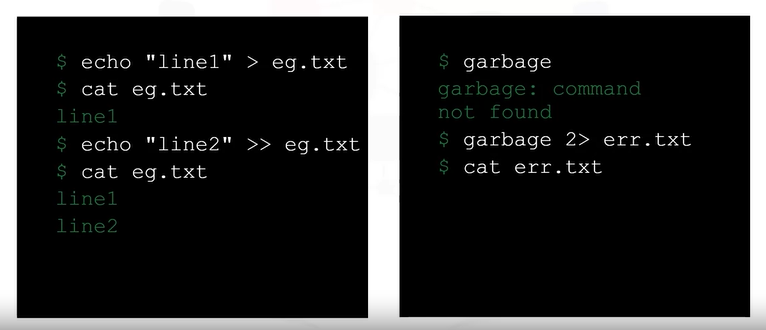 $ echo "line1" > eg.txt
$ cat eg.txt
line1
$ echo "line2" >> eg.txt
$ cat eg.txt
line1
line2
$ garbage
garbage: command
not found
$ garbage 2> err.txt
$ cat err.txt